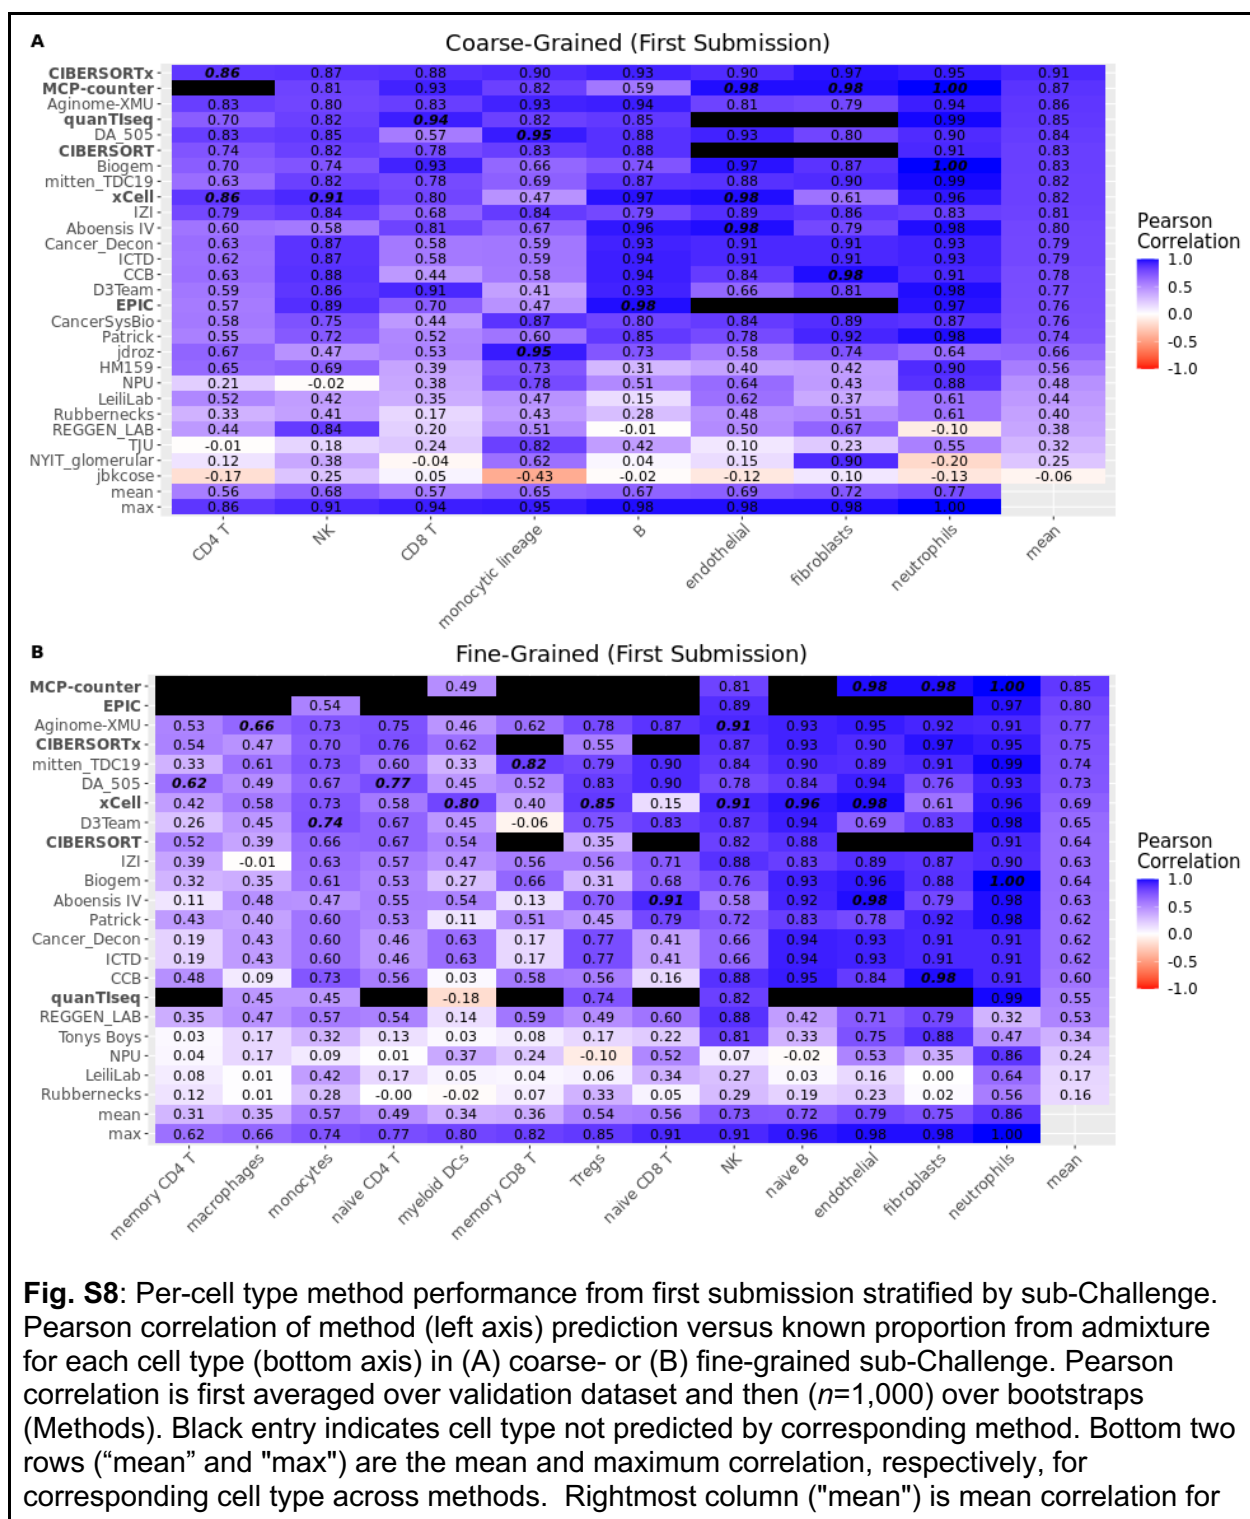 A
Coarse-Grained (First Submission)
CIBERSORTx 0.86 0.87 0.88 0.90 0.93 0.90 0.97 0.95 0.91
MCP-counter 0.81 0.93 0.82 0.59 0.98 0.98 1.00 0.87
Aginome-XMU 0.83 0.80 0.83 0.93 0.94 0.81 0.79 0.94 0.86
quanTIseq 0.70 0.82 0.94 0.82 0.85 0.99 0.85
DA_505 0.83 0.85 0.57 0.95 0.88 0.93 0.80 0.90 0.84
CIBERSORT 0.74 0.82 0.78 0.83 0.88 0.91 0.83
Biogem 0.70 0.74 0.93 0.66 0.74 0.97 0.87 1.00 0.83
mitten_TDC19 0.63 0.82 0.78 0.69 0.87 0.88 0.90 0.99 0.82
xCell 0.86 0.91 0.80 0.47 0.97 0.98 0.61 0.96 0.82
IZI 0.79 0.84 0.68 0.84 0.79 0.89 0.86 0.83 0.81
Aboensis IV 0.60 0.58 0.81 0.67 0.96 0.98 0.79 0.98 0.80
Cancer_Decon 0.63 0.87 0.58 0.59 0.93 0.91 0.91 0.93 0.79
ICTD 0.62 0.87 0.58 0.59 0.94 0.91 0.91 0.93 0.79
CCB 0.63 0.88 0.44 0.58 0.94 0.84 0.98 0.91 0.78
D3Team 0.59 0.86 0.91 0.41 0.93 0.66 0.81 0.98 0.77
EPIC 0.57 0.89 0.70 0.47 0.98 0.97 0.76
CancerSysBio 0.58 0.75 0.44 0.87 0.80 0.84 0.89 0.87 0.76
Patrick 0.55 0.72 0.52 0.60 0.85 0.78 0.92 0.98 0.74
jdroz 0.67 0.47 0.53 0.95 0.73 0.58 0.74 0.64 0.66
HM159 0.65 0.69 0.39 0.73 0.31 0.40 0.42 0.90 0.56
NPU 0.21 -0.02 0.38 0.78 0.51 0.64 0.43 0.88 0.48
LeiliLab 0.52 0.42 0.35 0.47 0.15 0.62 0.37 0.61 0.44
Rubbernecks 0.33 0.41 0.17 0.43 0.28 0.48 0.51 0.61 0.40
REGGEN_LAB 0.44 0.84 0.20 0.51 -0.01 0.50 0.67 -0.10 0.38
TJU -0.01 0.18 0.24 0.82 0.42 0.10 0.23 0.55 0.32
NYIT_glomerular 0.12 0.38 -0.04 0.62 0.04 0.15 0.90 -0.20 0.25
jbkcose -0.17 0.25 0.05 -0.43 -0.02 -0.12 0.10 -0.13 -0.06
mean 0.56 0.68 0.57 0.65 0.67 0.69 0.72 0.77
max 0.86 0.91 0.94 0.95 0.98 0.98 0.98 1.00
CD4 T NK CD8 T monocytic lineage B endothelial fibroblasts neutrophils mean
Pearson
Correlation
1.0
0.5
0.0
-0.5
-1.0
B
Fine-Grained (First Submission)
MCP-counter 0.49 0.81 0.98 0.98 1.00 0.85
EPIC 0.54 0.89 0.97 0.80
Aginome-XMU 0.53 0.66 0.73 0.75 0.46 0.62 0.78 0.87 0.91 0.93 0.95 0.92 0.91 0.77
CIBERSORTx 0.54 0.47 0.70 0.76 0.62 0.55 0.87 0.93 0.90 0.97 0.95 0.75
mitten_TDC19 0.33 0.61 0.73 0.60 0.33 0.82 0.79 0.90 0.84 0.90 0.89 0.91 0.99 0.74
DA_505 0.62 0.49 0.67 0.77 0.45 0.52 0.83 0.90 0.78 0.84 0.94 0.76 0.93 0.73
xCell 0.42 0.58 0.73 0.58 0.80 0.40 0.85 0.15 0.91 0.96 0.98 0.61 0.96 0.69
D3Team 0.26 0.45 0.74 0.67 0.45 -0.06 0.75 0.83 0.87 0.94 0.69 0.83 0.98 0.65
CIBERSORT 0.52 0.39 0.66 0.67 0.54 0.35 0.82 0.88 0.91 0.64
IZI 0.39 -0.01 0.63 0.57 0.47 0.56 0.56 0.71 0.88 0.83 0.89 0.87 0.90 0.63
Biogem 0.32 0.35 0.61 0.53 0.27 0.66 0.31 0.68 0.76 0.93 0.96 0.88 1.00 0.64
Aboensis IV 0.11 0.48 0.47 0.55 0.54 0.13 0.70 0.91 0.58 0.92 0.98 0.79 0.98 0.63
Patrick 0.43 0.40 0.60 0.53 0.11 0.51 0.45 0.79 0.72 0.83 0.78 0.92 0.98 0.62
Cancer_Decon 0.19 0.43 0.60 0.46 0.63 0.17 0.77 0.41 0.66 0.94 0.93 0.91 0.91 0.62
ICTD 0.19 0.43 0.60 0.46 0.63 0.17 0.77 0.41 0.66 0.94 0.93 0.91 0.91 0.62
CCB 0.48 0.09 0.73 0.56 0.03 0.58 0.56 0.16 0.88 0.95 0.84 0.98 0.91 0.60
quanTIseq 0.45 0.45 -0.18 0.74 0.82 0.99 0.55
REGGEN_LAB 0.35 0.47 0.57 0.54 0.14 0.59 0.49 0.60 0.88 0.42 0.71 0.79 0.32 0.53
Tonys Boys 0.03 0.17 0.32 0.13 0.03 0.08 0.17 0.22 0.81 0.33 0.75 0.88 0.47 0.34
NPU 0.04 0.17 0.09 0.01 0.37 0.24 -0.10 0.52 0.07 -0.02 0.53 0.35 0.86 0.24
LeiliLab 0.08 0.01 0.42 0.17 0.05 0.04 0.06 0.34 0.27 0.03 0.16 0.00 0.64 0.17
Rubbernecks 0.12 0.01 0.28 -0.00 -0.02 0.07 0.33 0.05 0.29 0.19 0.23 0.02 0.56 0.16
mean 0.31 0.35 0.57 0.49 0.34 0.36 0.54 0.56 0.73 0.72 0.79 0.75 0.86
max 0.62 0.66 0.74 0.77 0.80 0.82 0.85 0.91 0.91 0.96 0.98 0.98 1.00
memory CD4 T macrophages monocytes naive CD4 T myeloid DCs memory CD8 T Tregs naive CD8 T NK naive B endothelial fibroblasts neutrophils mean
Pearson
Correlation
1.0
0.5
0.0
-0.5
-1.0
Fig. S8: Per-cell type method performance from first submission stratified by sub-Challenge.
Pearson correlation of method (left axis) prediction versus known proportion from admixture
for each cell type (bottom axis) in (A) coarse- or (B) fine-grained sub-Challenge. Pearson
correlation is first averaged over validation dataset and then (n=1,000) over bootstraps
(Methods). Black entry indicates cell type not predicted by corresponding method. Bottom two
rows (“mean” and "max") are the mean and maximum correlation, respectively, for
corresponding cell type across methods. Rightmost column ("mean") is mean correlation for